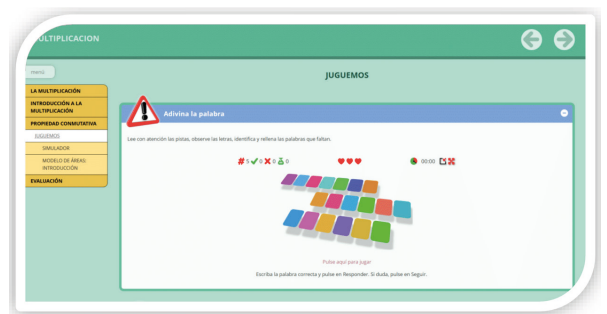 MULTIPLICACION
menú
JUGUEMOS
LA MULTIPLICACIÓN
INTRODUCCIÓN A LA
MULTIPLICACIÓN
PROPIEDAD CONMUTATIVA
JUGUEMOS
SIMULADOR
MODELO DE ÁREAS:
INTRODUCCIÓN
EVALUACIÓN
Adivina la palabra
Lee con atención las pistas, observe las letras, identifica y rellena las palabras que faltan.
# 5 0 0 0 00:00
Pulse aquí para jugar
Escriba la palabra correcta y pulse en Responder. Si duda, pulse en Seguir.